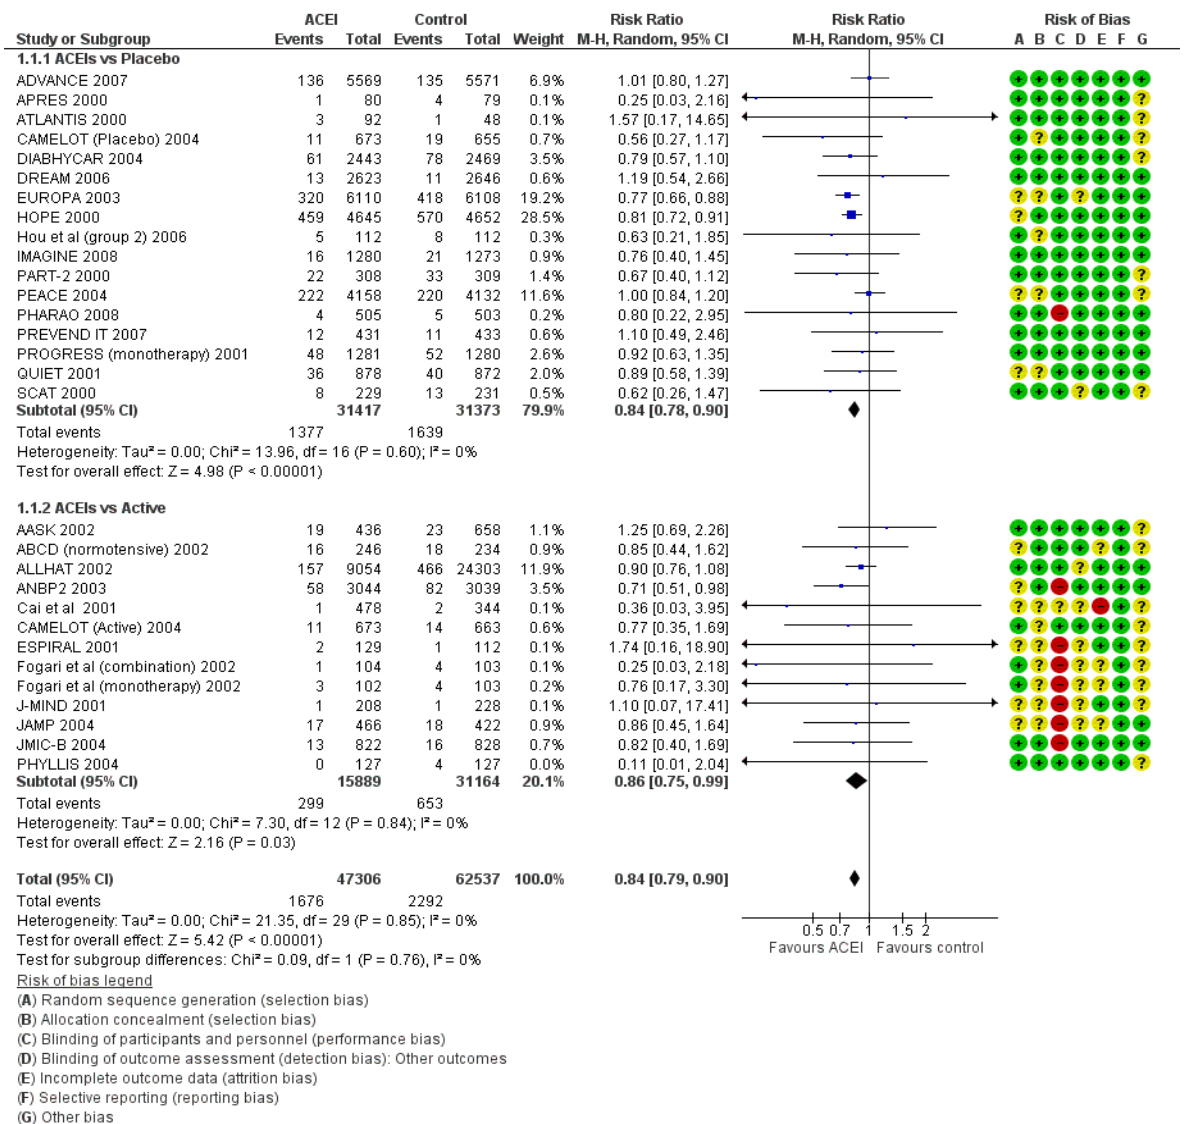 ACEI Control Risk Ratio Risk Ratio Risk of Bias
Study or Subgroup Events Total Events Total Weight M-H, Random, 95% CI M-H, Random, 95% CI A B C D E F G
1.1.1 ACEIs vs Placebo
ADVANCE 2007 136 5569 135 5571 6.9% 1.01 [0.80, 1.27] + + + + + + +
APRES 2000 1 80 4 79 0.1% 0.25 [0.03, 2.16] + + + + + + ?
ATLANTIS 2000 3 92 1 48 0.1% 1.57 [0.17, 14.65] + + + + + + ?
CAMELOT (Placebo) 2004 11 673 19 655 0.7% 0.56 [0.27, 1.17] + ? + + + + ?
DIABHYCAR 2004 61 2443 78 2469 3.5% 0.79 [0.57, 1.10] + + + + + + ?
DREAM 2006 13 2623 11 2646 0.6% 1.19 [0.54, 2.66] + + + + + + +
EUROPA 2003 320 6110 418 6108 19.2% 0.77 [0.66, 0.88] ? ? + ? + + +
HOPE 2000 459 4645 570 4652 28.5% 0.81 [0.72, 0.91] ? + + + + + +
Hou et al (group 2) 2006 5 112 8 112 0.3% 0.63 [0.21, 1.85] + ? + + + + +
IMAGINE 2008 16 1280 21 1273 0.8% 0.76 [0.40, 1.45] + + + + + + +
PART-2 2000 22 308 33 309 1.4% 0.67 [0.40, 1.12] + + + + + + ?
PEACE 2004 222 4158 220 4132 11.6% 1.00 [0.84, 1.20] ? ? + + + + ?
PHARAO 2008 4 505 5 503 0.2% 0.80 [0.22, 2.95] + + - + + + +
PREVEND IT 2007 12 431 11 433 0.6% 1.10 [0.49, 2.46] + + + + + + +
PROGRESS (monotherapy) 2001 48 1281 52 1280 2.6% 0.92 [0.63, 1.35] + + + + + + +
QUIET 2001 36 878 40 872 2.0% 0.89 [0.58, 1.39] ? ? + + + + ?
SCAT 2000 8 229 13 231 0.5% 0.62 [0.26, 1.47] + + + ? + + ?
Subtotal (95% CI) 31417 31373 79.9% 0.84 [0.78, 0.90]
Total events 1377 1639
Heterogeneity: Tau² = 0.00; Chi² = 13.96, df = 16 (P = 0.60); I² = 0%
Test for overall effect: Z = 4.98 (P < 0.00001)
1.1.2 ACEIs vs Active
AASK 2002 19 436 23 658 1.1% 1.25 [0.69, 2.26] + + + + + + ?
ABCD (normotensive) 2002 16 246 18 234 0.9% 0.85 [0.44, 1.62] ? + + + ? + ?
ALLHAT 2002 157 9054 466 24303 11.9% 0.90 [0.76, 1.08] + + + ? + + +
ANBP2 2003 58 3044 82 3039 3.5% 0.71 [0.51, 0.98] ? + - + + + +
Cai et al 2001 1 478 2 344 0.1% 0.36 [0.03, 3.95] ? ? ? ? - + ?
CAMELOT (Active) 2004 11 673 14 663 0.6% 0.77 [0.35, 1.69] + ? + + + + ?
ESPIRAL 2001 2 129 1 112 0.1% 1.74 [0.16, 18.90] + ? - ? + + ?
Fogari et al (combination) 2002 1 104 4 103 0.1% 0.25 [0.03, 2.18] + ? - ? ? + ?
Fogari et al (monotherapy) 2002 3 102 4 103 0.2% 0.76 [0.17, 3.30] + ? - ? ? + ?
J-MIND 2001 1 208 1 228 0.1% 1.10 [0.07, 17.41] ? ? - ? + + ?
JAMP 2004 17 466 18 422 0.9% 0.86 [0.45, 1.64] ? ? - ? ? + ?
JMIC-B 2004 13 822 16 828 0.7% 0.82 [0.40, 1.69] + + - + + + +
PHYLLIS 2004 0 127 4 127 0.0% 0.11 [0.01, 2.04] + + + + + + ?
Subtotal (95% CI) 15889 31164 20.1% 0.86 [0.75, 0.99]
Total events 299 653
Heterogeneity: Tau² = 0.00; Chi² = 7.30, df = 12 (P = 0.84); I² = 0%
Test for overall effect: Z = 2.16 (P = 0.03)
Total (95% CI) 47306 62537 100.0% 0.84 [0.79, 0.90]
Total events 1676 2292
Heterogeneity: Tau² = 0.00; Chi² = 21.35, df = 29 (P = 0.85); I² = 0%
Test for overall effect: Z = 5.42 (P < 0.00001)
Test for subgroup differences: Chi² = 0.09, df = 1 (P = 0.76), I² = 0%
0.5 0.7 1 1.5 2
Favours ACEI Favours control
Risk of bias legend
(A) Random sequence generation (selection bias)
(B) Allocation concealment (selection bias)
(C) Blinding of participants and personnel (performance bias)
(D) Blinding of outcome assessment (detection bias): Other outcomes
(E) Incomplete outcome data (attrition bias)
(F) Selective reporting (reporting bias)
(G) Other bias